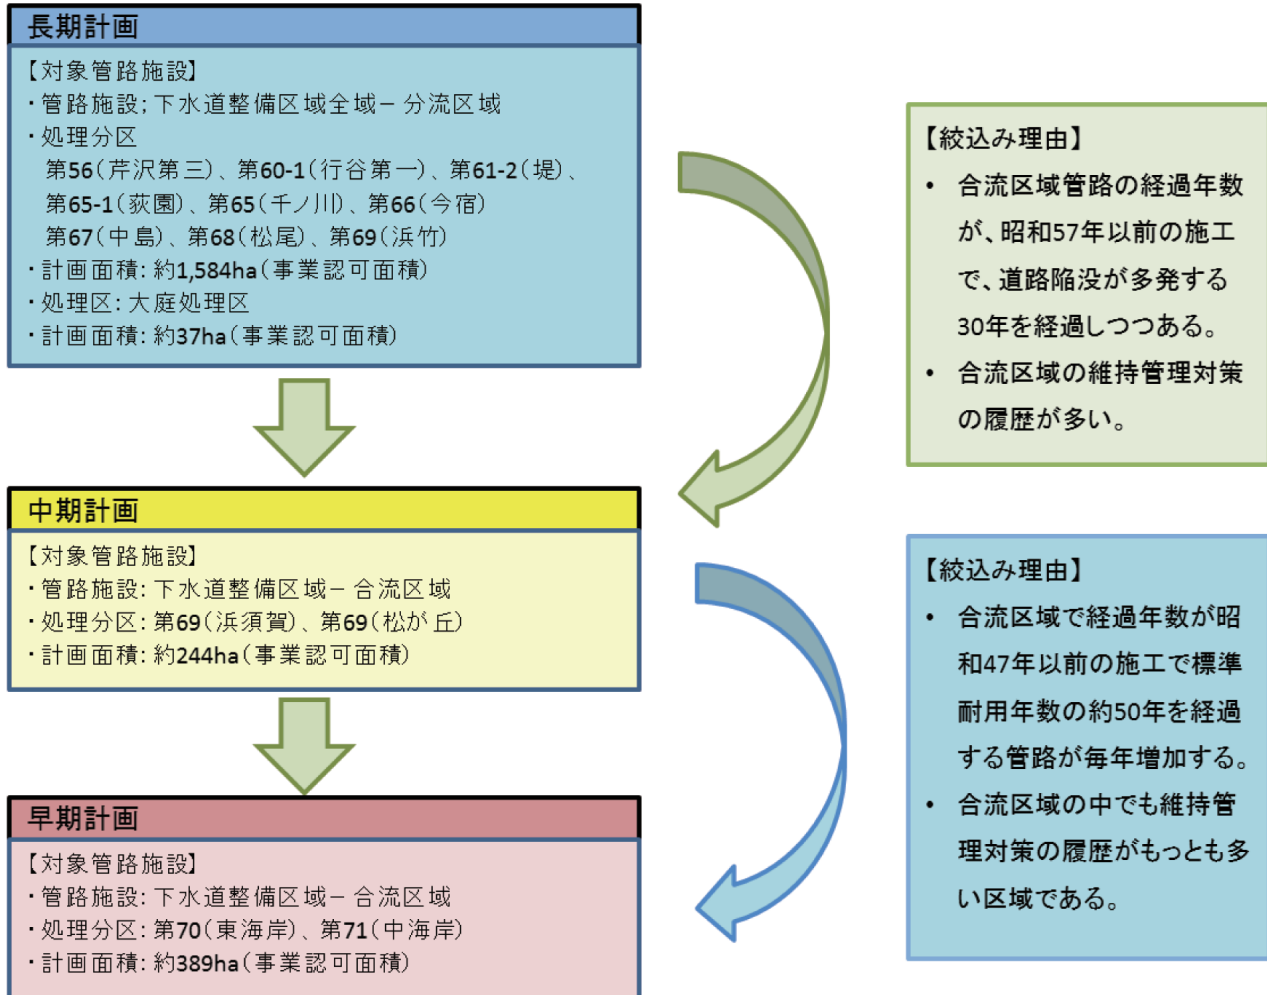 長期計画
【対象管路施設】
・管路施設;下水道整備区域全域－分流区域
・処理分区
第56(芹沢第三)、第60-1(行谷第一)、第61-2(堤)、
第65-1(荻園)、第65(千ノ川)、第66(今宿)
第67(中島)、第68(松尾)、第69(浜竹)
・計画面積:約1,584ha(事業認可面積)
・処理区:大庭処理区
・計画面積:約37ha(事業認可面積)
【絞込み理由】
• 合流区域管路の経過年数
が、昭和57年以前の施工
で、道路陥没が多発する
30年を経過しつつある。
• 合流区域の維持管理対策
の履歴が多い。
中期計画
【対象管路施設】
・管路施設:下水道整備区域－合流区域
・処理分区:第69(浜須賀)、第69(松が丘)
・計画面積:約244ha(事業認可面積)
【絞込み理由】
• 合流区域で経過年数が昭
和47年以前の施工で標準
耐用年数の約50年を経過
する管路が毎年増加する。
• 合流区域の中でも維持管
理対策の履歴がもっとも多
い区域である。
早期計画
【対象管路施設】
・管路施設:下水道整備区域－合流区域
・処理分区:第70(東海岸)、第71(中海岸)
・計画面積:約389ha(事業認可面積)